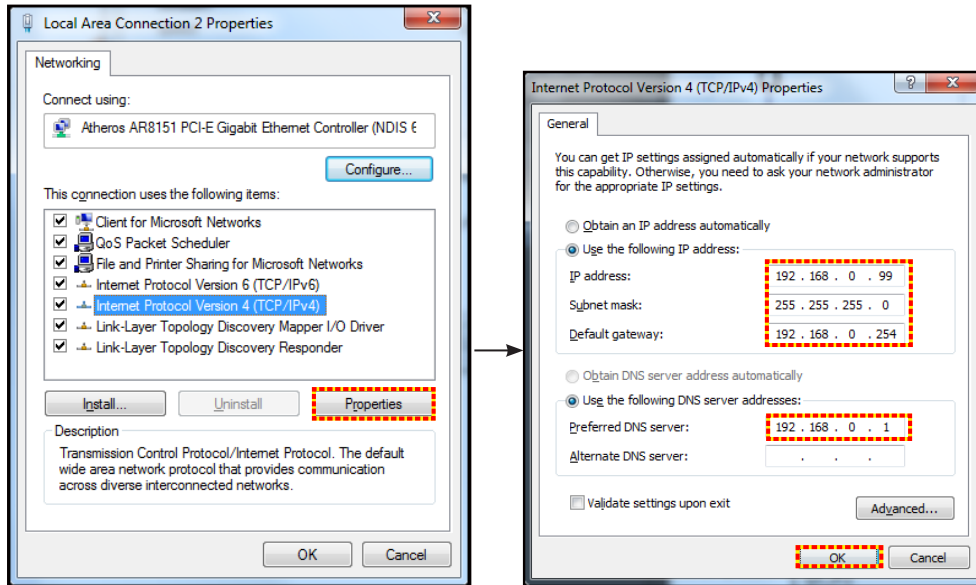 Local Area Connection 2 Properties
Networking
Connect using:
Atheros AR8151 PCI-E Gigabit Ethernet Controller (NDIS 6
Configure...
This connection uses the following items:
Client for Microsoft Networks
QoS Packet Scheduler
File and Printer Sharing for Microsoft Networks
Internet Protocol Version 6 (TCP/IPv6)
Internet Protocol Version 4 (TCP/IPv4)
Link-Layer Topology Discovery Mapper I/O Driver
Link-Layer Topology Discovery Responder
Install...
Uninstall
Properties
Description
Transmission Control Protocol/Internet Protocol. The default
wide area network protocol that provides communication
across diverse interconnected networks.
OK
Cancel
Internet Protocol Version 4 (TCP/IPv4) Properties
General
You can get IP settings assigned automatically if your network supports
this capability. Otherwise, you need to ask your network administrator
for the appropriate IP settings.
Obtain an IP address automatically
Use the following IP address:
IP address: 192 . 168 . 0 . 99
Subnet mask: 255 . 255 . 255 . 0
Default gateway: 192 . 168 . 0 . 254
Obtain DNS server address automatically
Use the following DNS server addresses:
Preferred DNS server: 192 . 168 . 0 . 1
Alternate DNS server: . . .
Validate settings upon exit
Advanced...
OK
Cancel